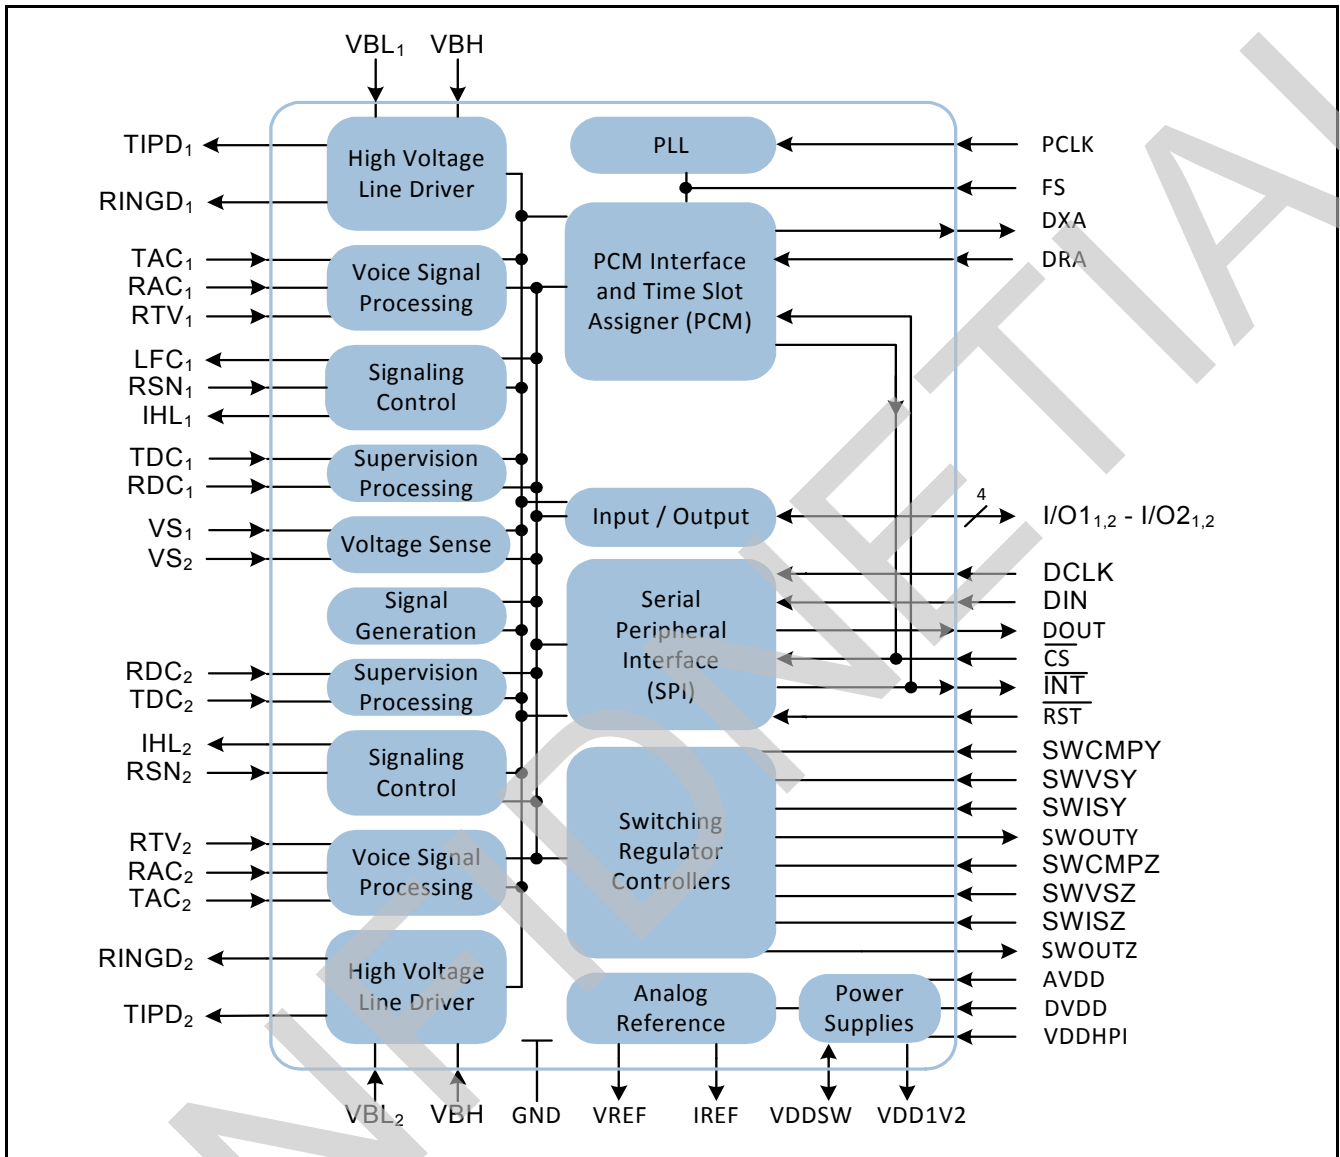 VBL1 VBH
TIPD1
RINGD1
High Voltage
Line Driver
TAC1
RAC1
RTV1
Voice Signal
Processing
LFC1
RSN1
IHL1
Signaling
Control
TDC1
RDC1
Supervision
Processing
VS1
VS2
Voltage Sense
Signal
Generation
RDC2
TDC2
Supervision
Processing
IHL2
RSN2
Signaling
Control
RTV2
RAC2
TAC2
Voice Signal
Processing
RINGD2
TIPD2
High Voltage
Line Driver
PLL
PCM Interface
and Time Slot
Assigner (PCM)
Input / Output
Serial
Peripheral
Interface
(SPI)
Switching
Regulator
Controllers
Analog
Reference
Power
Supplies
PCLK
FS
DXA
DRA
4
I/O11,2 - I/O21,2
DCLK
DIN
DOUT
CS
INT
RST
SWCMPY
SWVSY
SWISY
SWOUTY
SWCMPZ
SWVSZ
SWISZ
SWOUTZ
AVDD
DVDD
VDDHPI
VBL2 VBH GND VREF IREF VDDSW VDD1V2